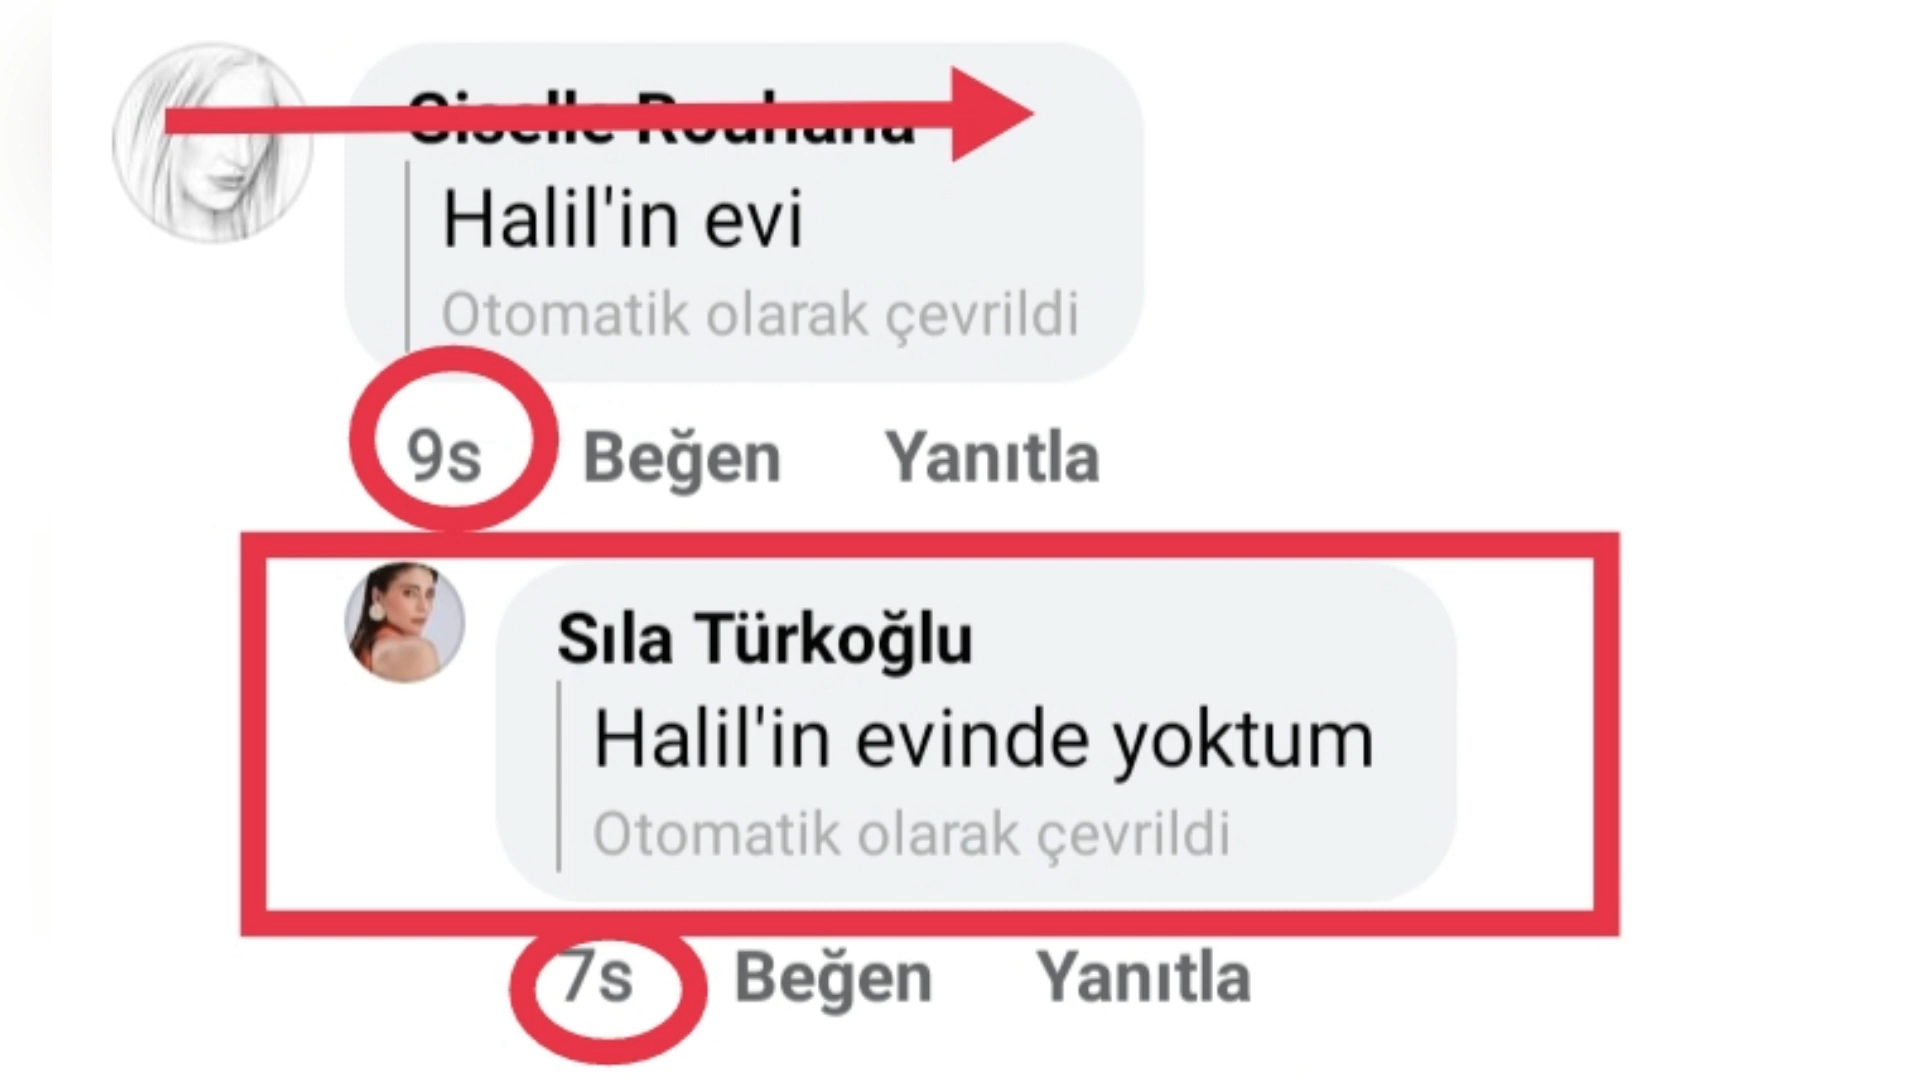 Giselle Rouhana
Halil'in evi
Otomatik olarak çevrildi
9s Beğen Yanıtla
Sıla Türkoğlu
Halil'in evinde yoktum
Otomatik olarak çevrildi
7s Beğen Yanıtla